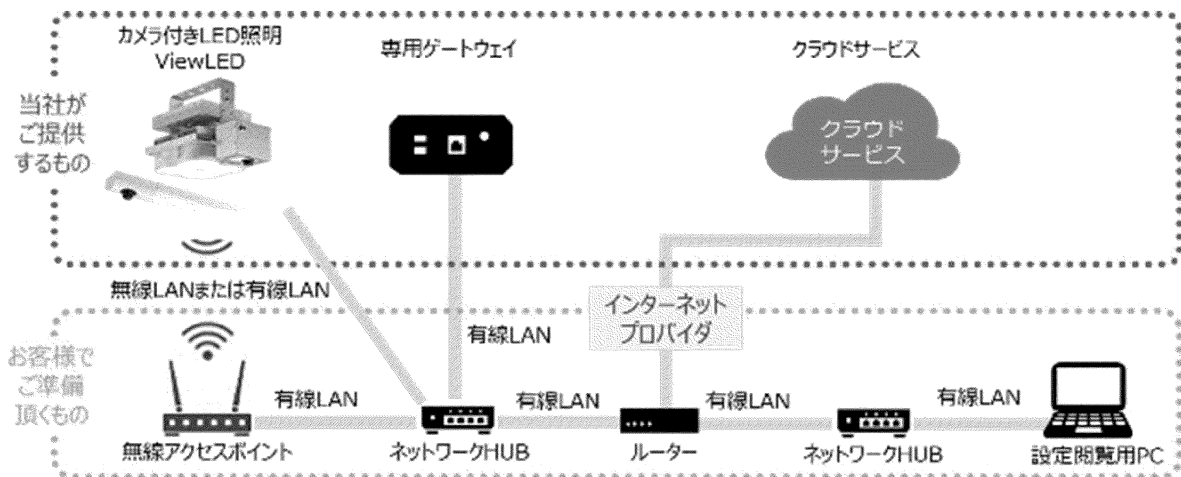 カメラ付きLED照明
ViewLED
専用ゲートウェイ
クラウドサービス
当社が
ご提供
するもの
クラウド
サービス
無線LANまたは有線LAN
インターネット
プロバイダ
有線LAN
お客様で
ご準備
頂くもの
有線LAN
有線LAN
有線LAN
有線LAN
無線アクセスポイント
ネットワークHUB
ルーター
ネットワークHUB
設定閲覧用PC